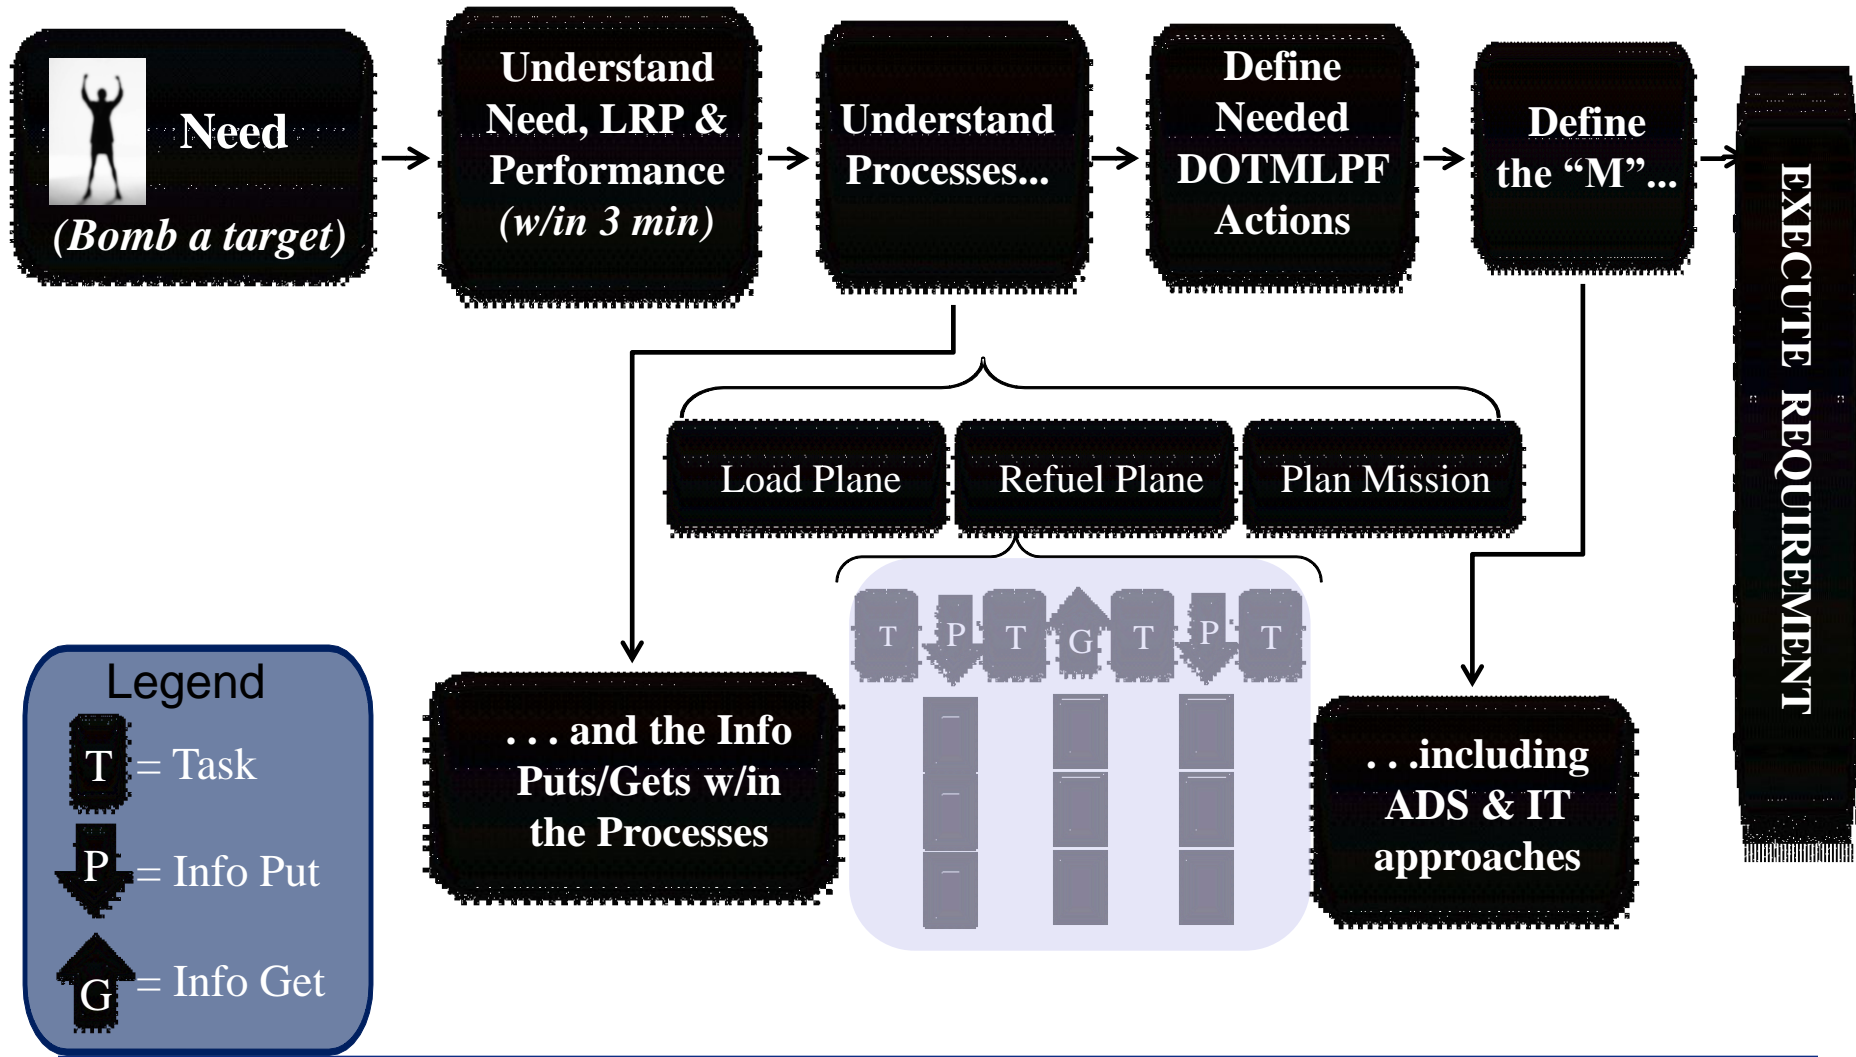 Need
(Bomb a target)
Understand
Need, LRP &
Performance
(w/in 3 min)
Understand
Processes...
Define
Needed
DOTMLPF
Actions
Define
the “M”...
EXECUTE REQUIREMENT
Load Plane
Refuel Plane
Plan Mission
T P T G T P T
. . . and the Info
Puts/Gets w/in
the Processes
. . .including
ADS & IT
approaches
Legend
T = Task
P = Info Put
G = Info Get